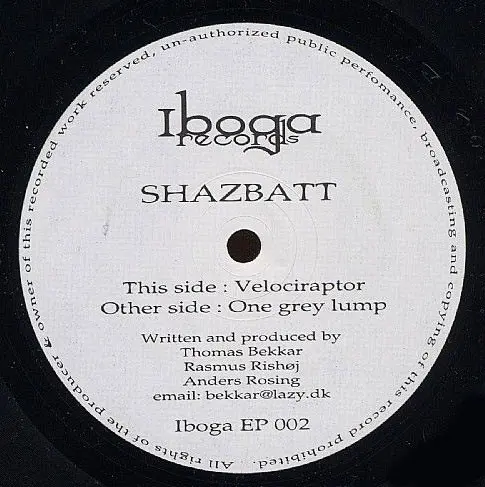 Iboga
records
SHAZBATT
This side : Velociraptor
Other side : One grey lump
Written and produced by
Thomas Bekkar
Rasmus Rishøj
Anders Rosing
email: bekkar@lazy.dk
Iboga EP 002
All rights of the producer & owner of this recorded work reserved, un-authorized public perfomance, broadcasting and copying of this record prohibited.